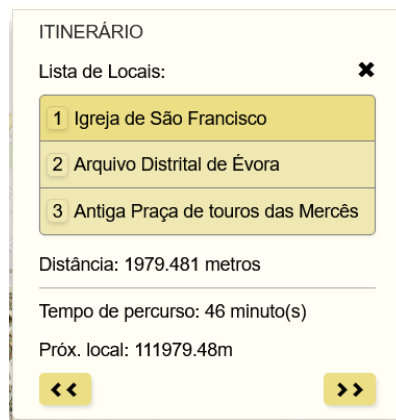 ITINERÁRIO
Lista de Locais: ✖
1 Igreja de São Francisco
2 Arquivo Distrital de Évora
3 Antiga Praça de touros das Mercês
Distância: 1979.481 metros
Tempo de percurso: 46 minuto(s)
Próx. local: 111979.48m
<< >>